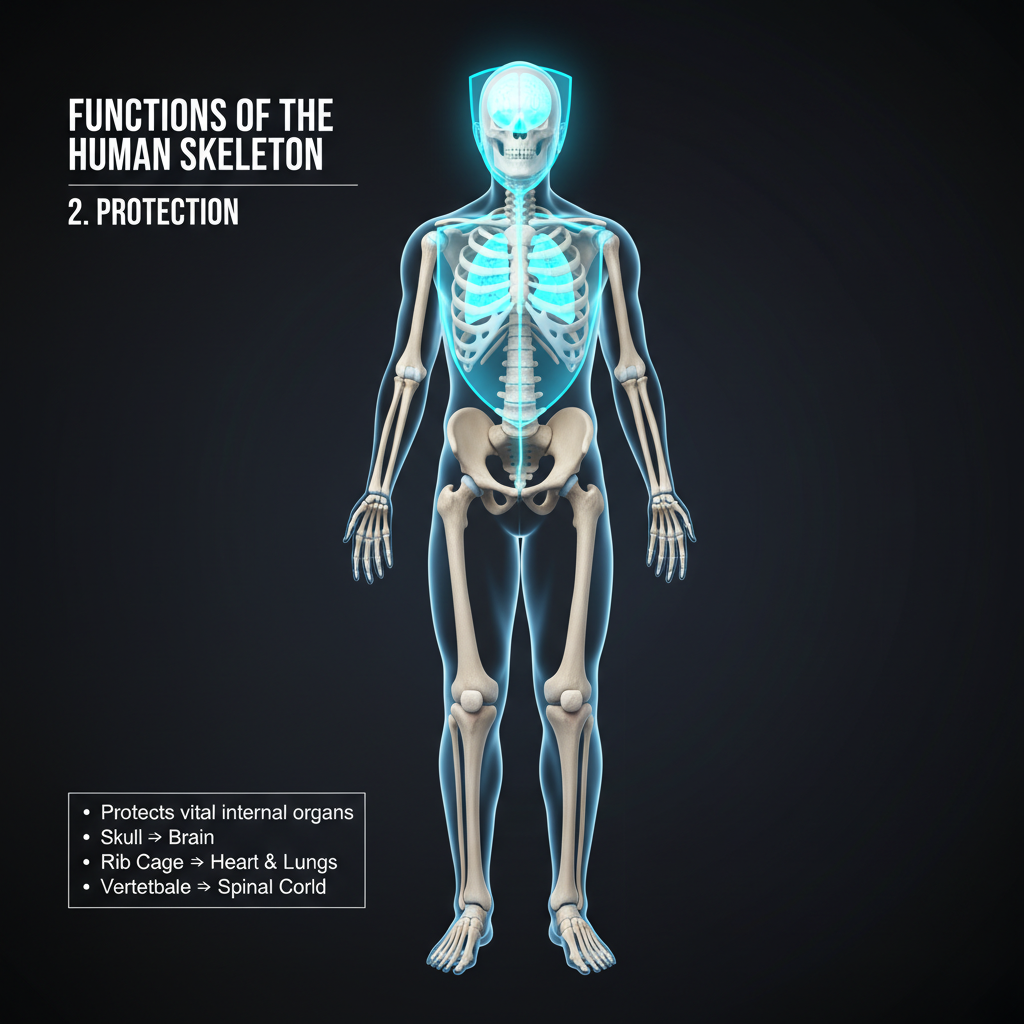 FUNCTIONS OF THE
HUMAN SKELETON
2. PROTECTION
• Protects vital internal organs
• Skull → Brain
• Rib Cage → Heart & Lungs
• Vertetbale → Spinal Corld